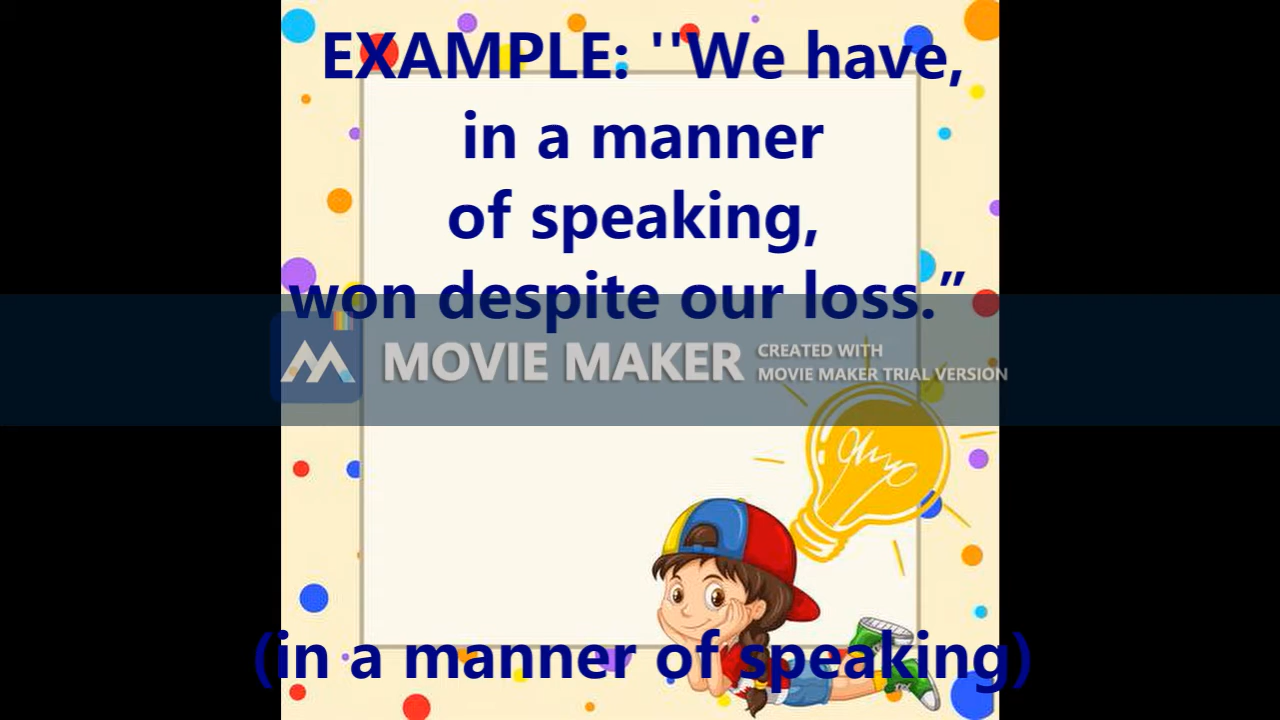 EXAMPLE: ''We have,
in a manner
of speaking,
won despite our loss.”
MOVIE MAKER
CREATED WITH
MOVIE MAKER TRIAL VERSION
(in a manner of speaking)